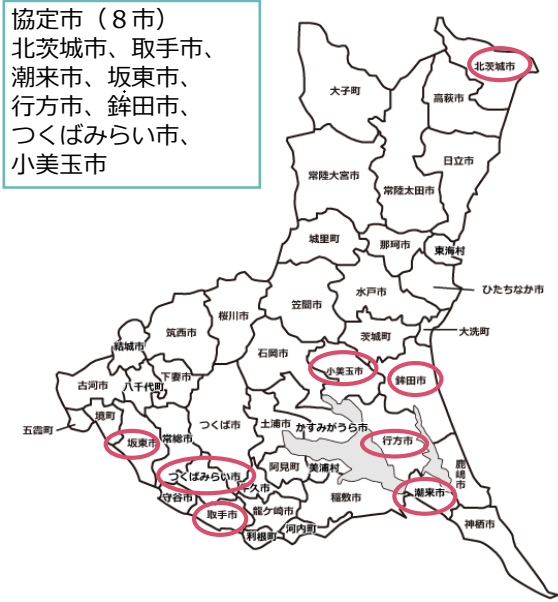 協定市（８市）
北茨城市、取手市、
潮来市、坂東市、
行方市、鉾田市、
つくばみらい市、
小美玉市
北茨城市
大子町
高萩市
日立市
常陸大宮市
常陸太田市
城里町
那珂市
東海村
ひたちなか市
水戸市
笠間市
桜川市
筑西市
茨城町
大洗町
結城市
石岡市
小美玉市
鉾田市
古河市
八千代町
下妻市
境町
五霞町
坂東市
常総市
つくば市
土浦市
かすみがうら市
行方市
つくばみらい市
阿見町
美浦村
鹿嶋市
守谷市
牛久市
稲敷市
潮来市
取手市
龍ケ崎市
利根町
河内町
神栖市